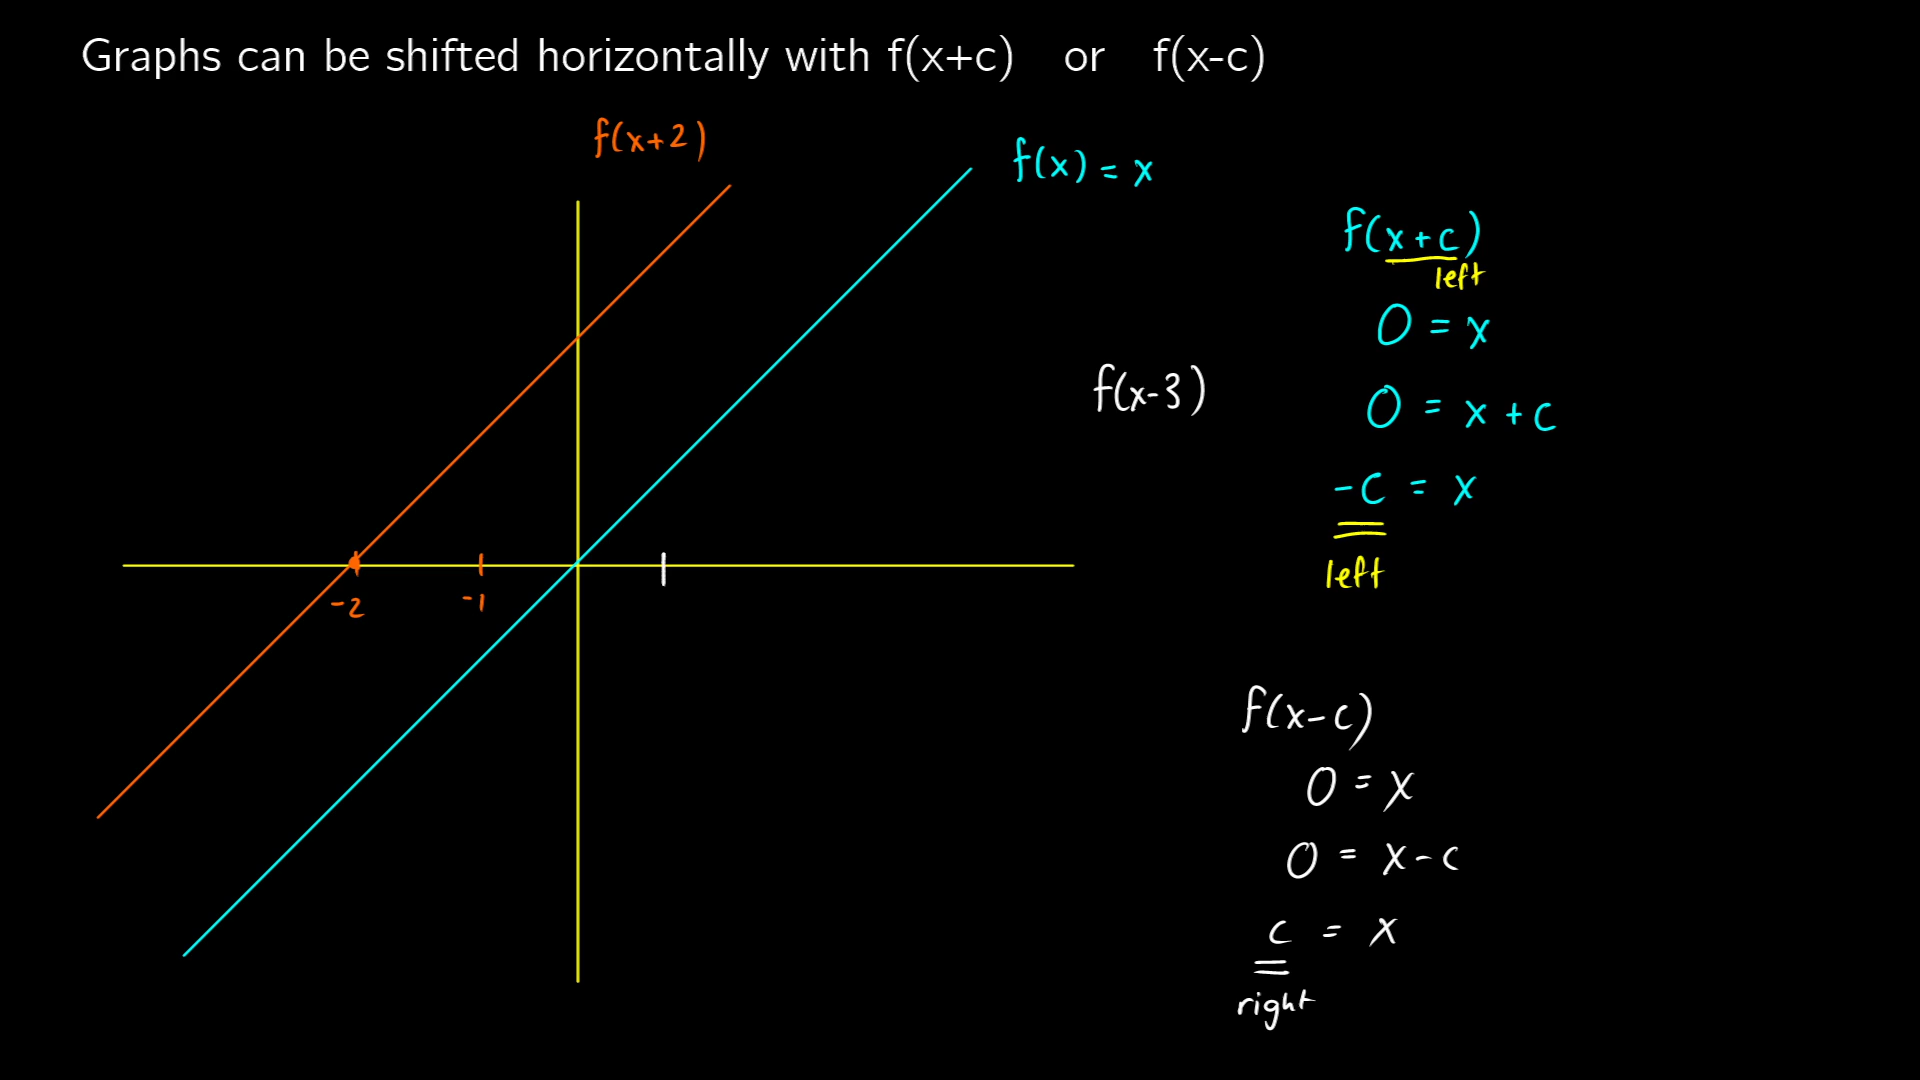 Graphs can be shifted horizontally with f(x+c) or f(x-c)
f(x+2)
f(x) = x
f(x+c)
left
0 = x
f(x-3)
0 = x + c
-c = x
left
-2
-1
f(x-c)
0 = x
0 = x-c
c = x
right